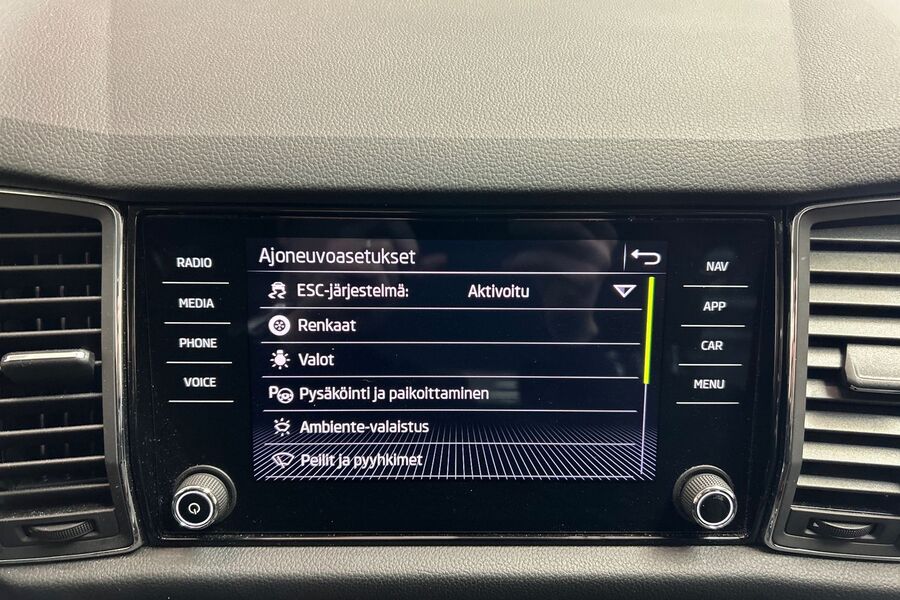 RADIO
MEDIA
PHONE
VOICE
Ajoneuvoasetukset
ESC-järjestelmä: Aktivoitu
Renkaat
Valot
P Pysäköinti ja paikoittaminen
Ambiente-valaistus
Peilit ja pyyhkimet
NAV
APP
CAR
MENU